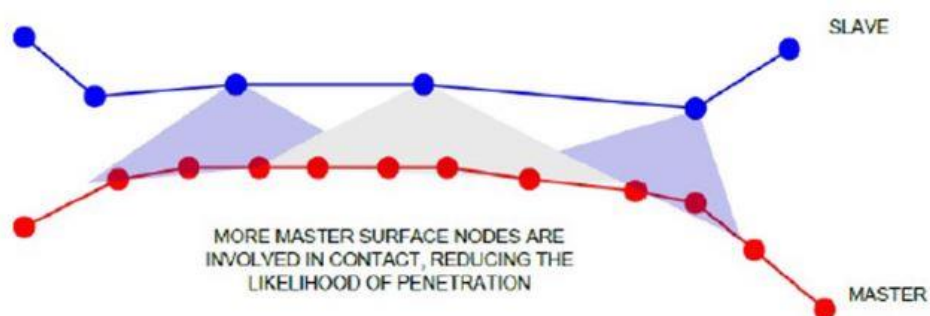 SLAVE
MORE MASTER SURFACE NODES ARE
INVOLVED IN CONTACT, REDUCING THE
LIKELIHOOD OF PENETRATION
MASTER